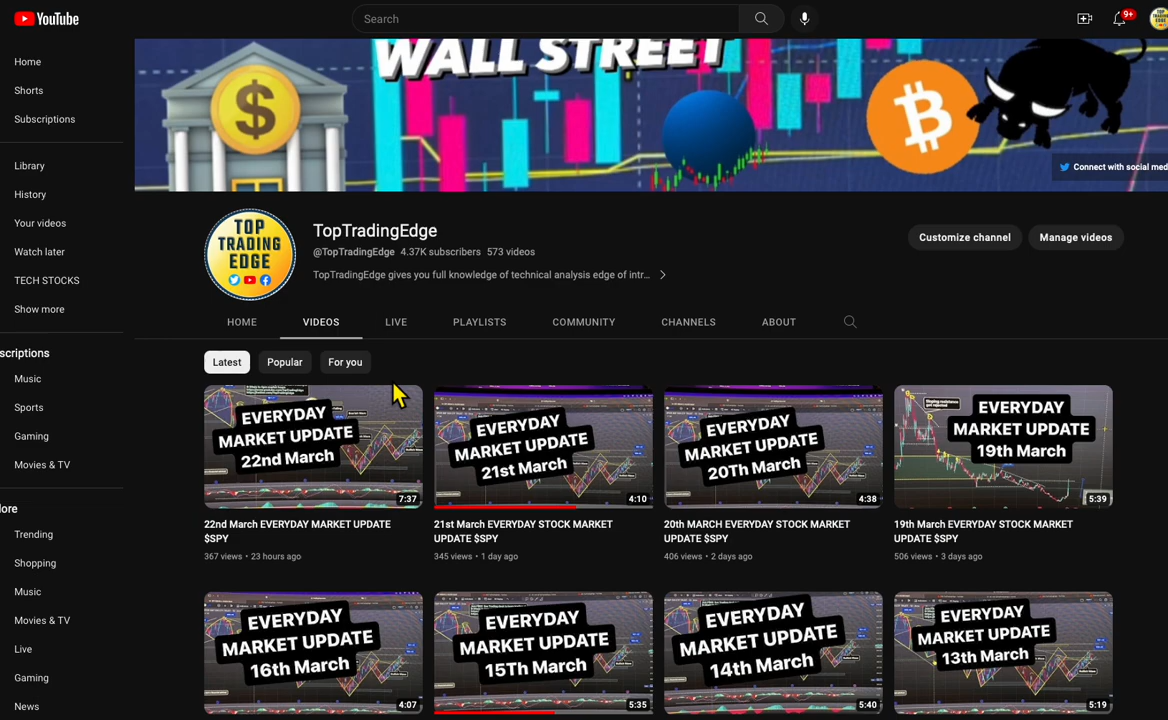 YouTube
Search
9+
Home
Shorts
Subscriptions
Library
History
Your videos
Watch later
TECH STOCKS
Show more
scriptions
Music
Sports
Gaming
Movies & TV
Trending
Shopping
Music
Movies & TV
Live
Gaming
News
WALL STREET
Connect with social med
TOP
TRADING
EDGE
TopTradingEdge
@TopTradingEdge 4.37K subscribers 573 videos
TopTradingEdge gives you full knowledge of technical analysis edge of intr...
Customize channel
Manage videos
HOME
VIDEOS
LIVE
PLAYLISTS
COMMUNITY
CHANNELS
ABOUT
Latest
Popular
For you
EVERYDAY
MARKET UPDATE
22nd March
7:37
22nd March EVERYDAY MARKET UPDATE
$SPY
367 views • 23 hours ago
EVERYDAY
MARKET UPDATE
21st March
4:10
21st March EVERYDAY STOCK MARKET
UPDATE $SPY
345 views • 1 day ago
EVERYDAY
MARKET UPDATE
20Th March
4:38
20th MARCH EVERYDAY STOCK MARKET
UPDATE $SPY
406 views • 2 days ago
EVERYDAY
MARKET UPDATE
19th March
5:39
19th March EVERYDAY STOCK MARKET
UPDATE $SPY
506 views • 3 days ago
EVERYDAY
MARKET UPDATE
16th March
4:07
EVERYDAY
MARKET UPDATE
15Th March
5:35
EVERYDAY
MARKET UPDATE
14th March
5:40
EVERYDAY
MARKET UPDATE
13th March
5:19